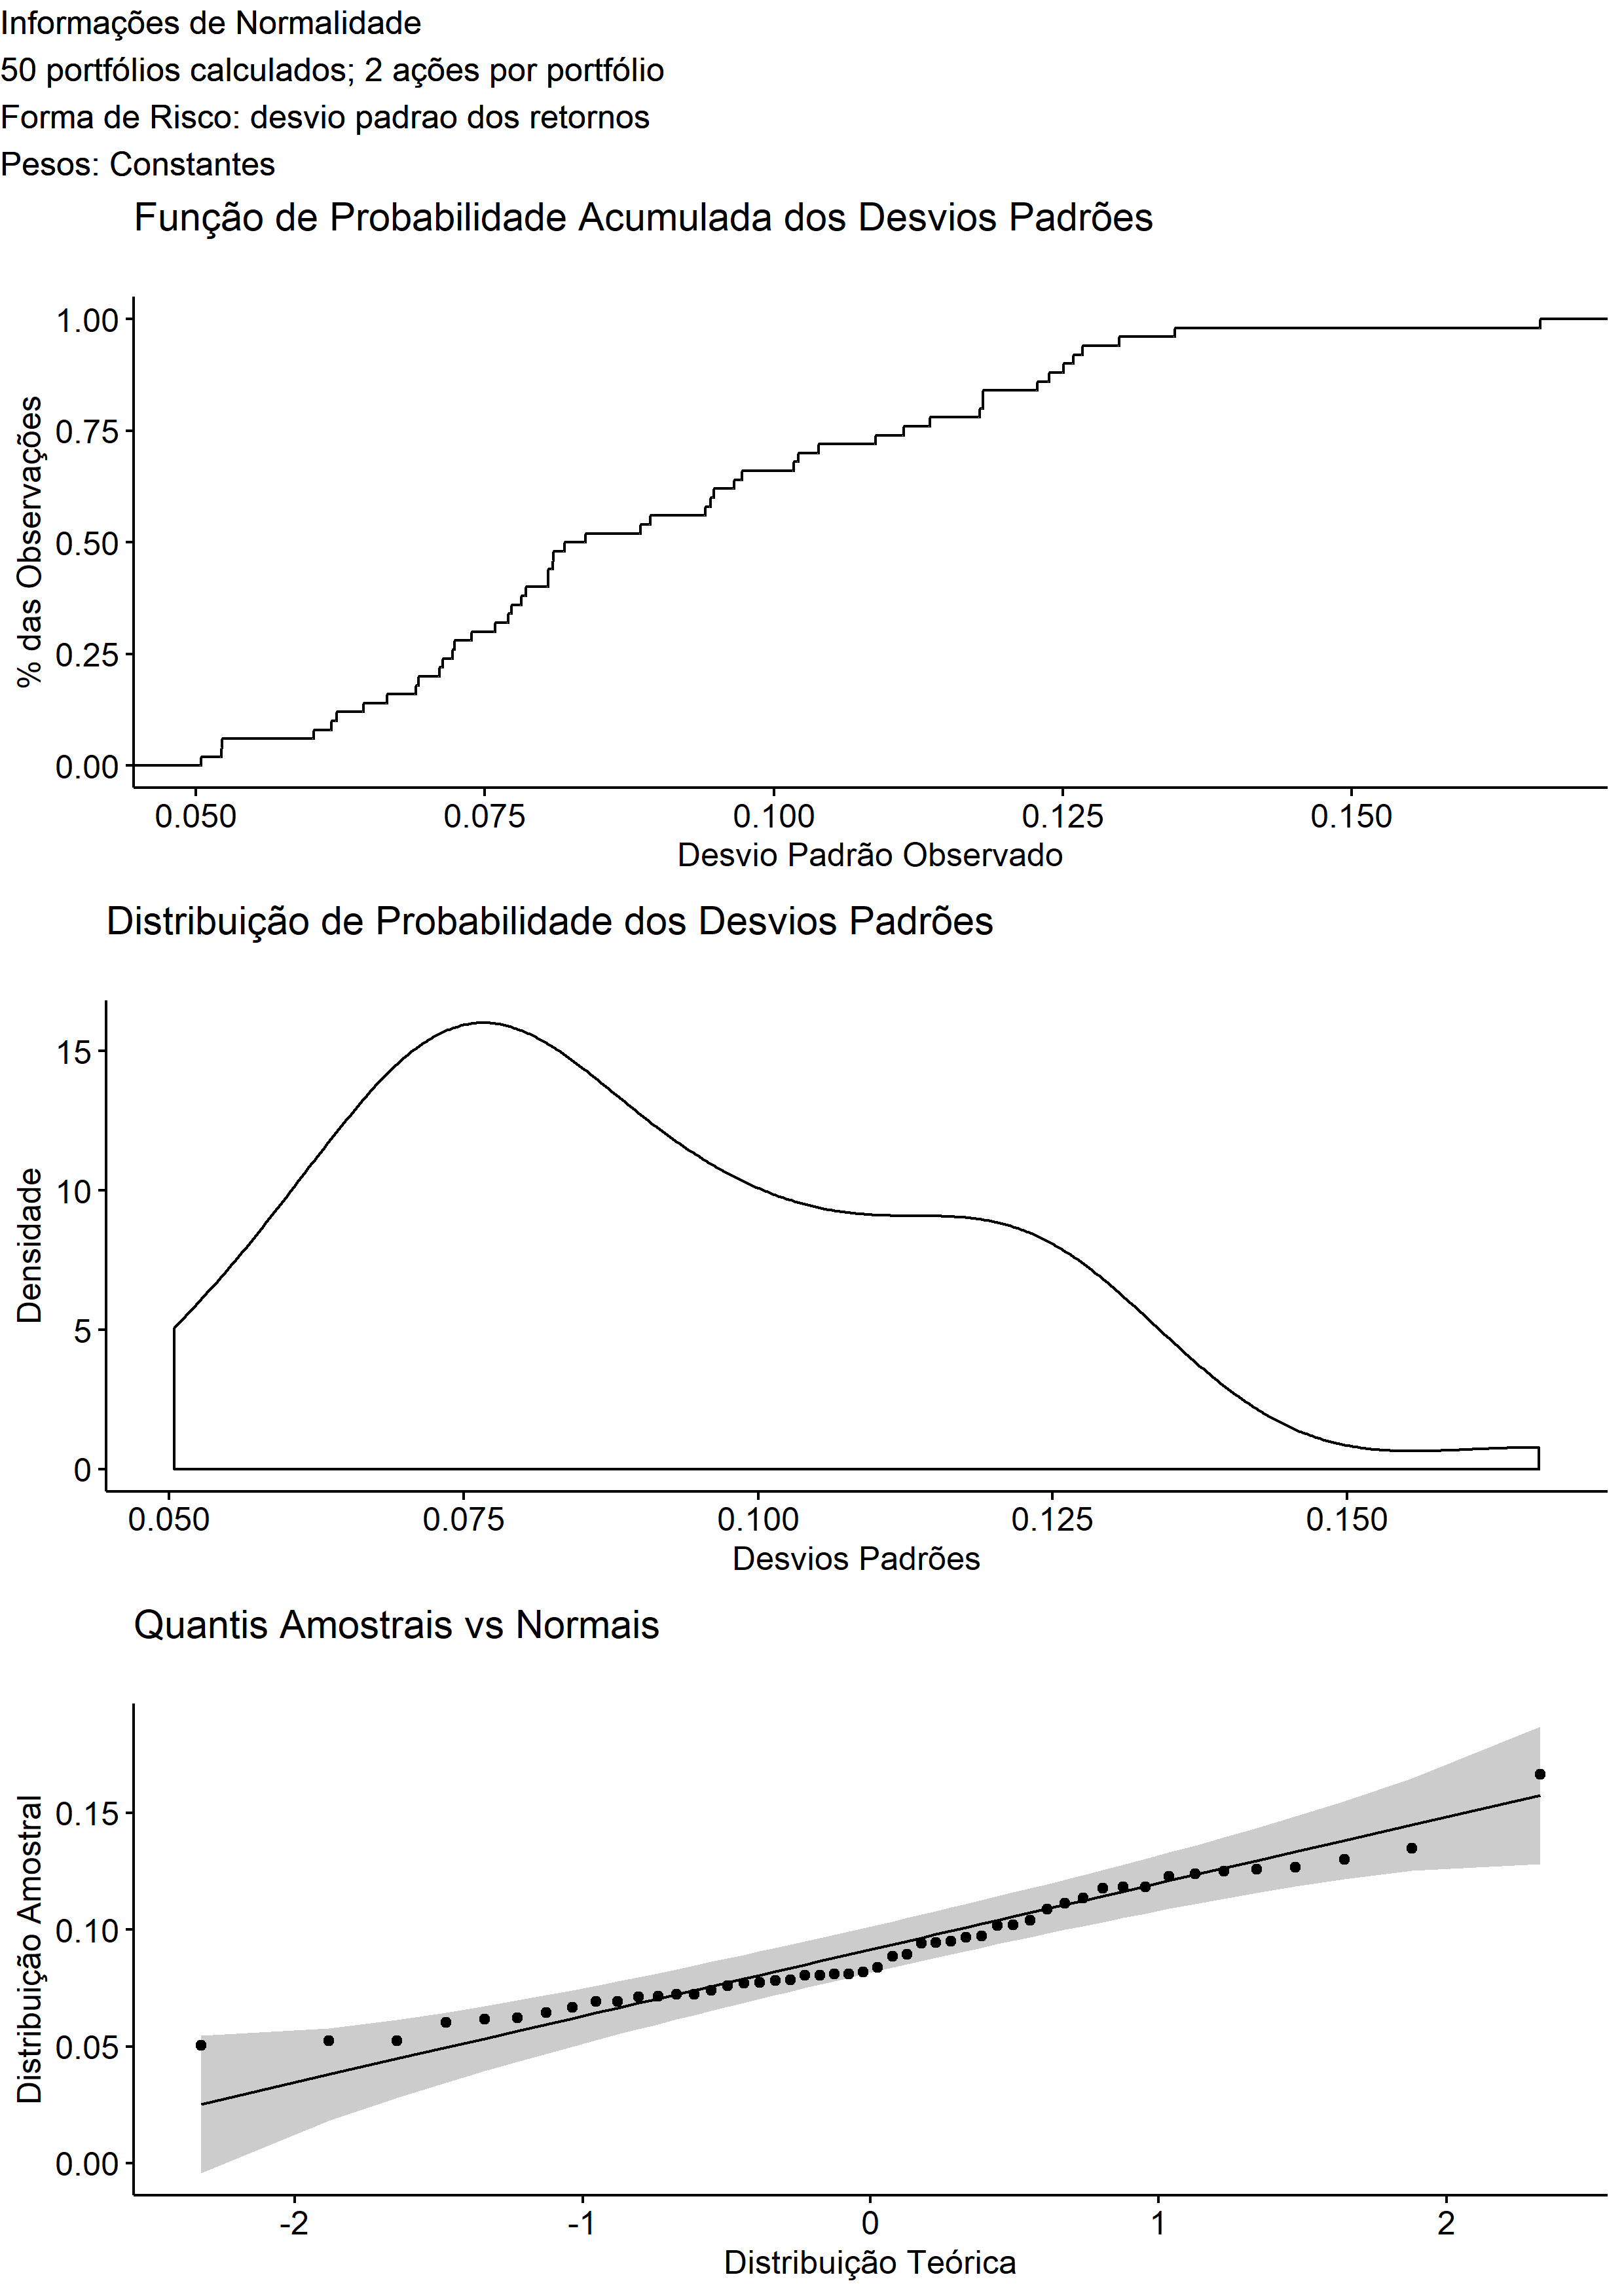 Informações de Normalidade
50 portfólios calculados; 2 ações por portfólio
Forma de Risco: desvio padrao dos retornos
Pesos: Constantes
Função de Probabilidade Acumulada dos Desvios Padrões
% das Observações
1.00
0.75
0.50
0.25
0.00
0.050 0.075 0.100 0.125 0.150
Desvio Padrão Observado
Distribuição de Probabilidade dos Desvios Padrões
Densidade
15
10
5
0
0.050 0.075 0.100 0.125 0.150
Desvios Padrões
Quantis Amostrais vs Normais
Distribuição Amostral
0.15
0.10
0.05
0.00
-2 -1 0 1 2
Distribuição Teórica